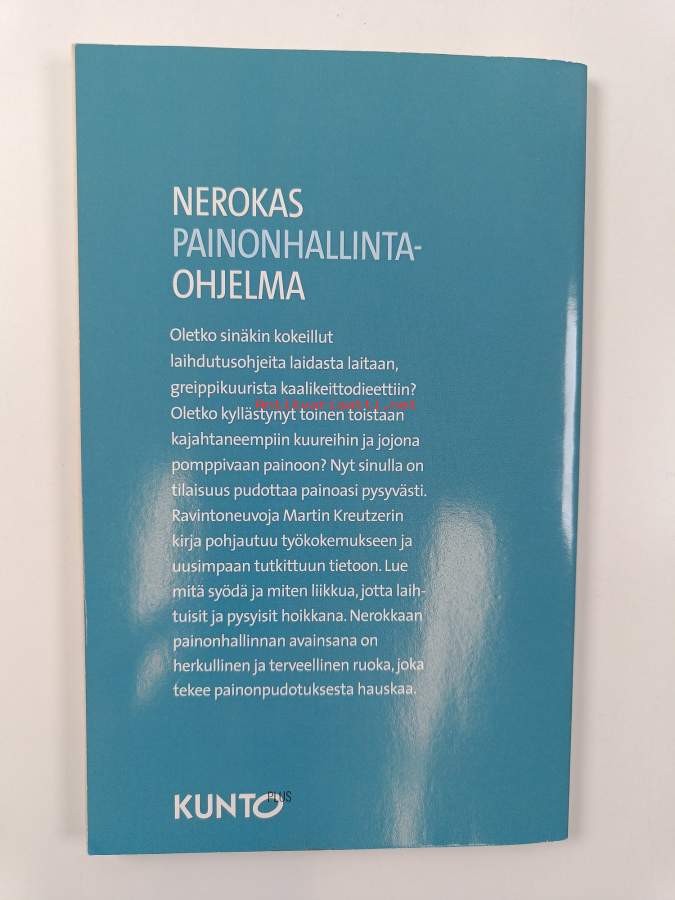 NEROKAS
PAINONHALLINTA-
OHJELMA
Oletko sinäkin kokeillut
laihdutusohjeita laidasta laitaan,
greippikuurista kaalikeittodieettiin?
Antikvariaatti.net
Oletko kyllästynyt toinen toistaan
kajahtaneempiin kuureihin ja jojona
pomppivaan painoon? Nyt sinulla on
tilaisuus pudottaa painoasi pysyvästi.
Ravintoneuvoja Martin Kreutzerin
kirja pohjautuu työkokemukseen ja
uusimpaan tutkittuun tietoon. Lue
mitä syödä ja miten liikkua, jotta laih-
tuisit ja pysyisit hoikkana. Nerokkaan
painonhallinnan avainsana on
herkullinen ja terveellinen ruoka, joka
tekee painonpudotuksesta hauskaa.
KUNTO PLUS